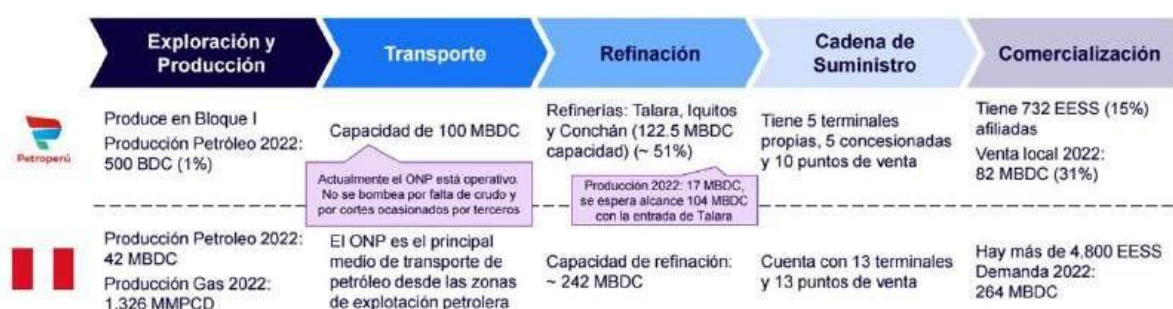 Exploración y
Producción
Transporte
Refinación
Cadena de
Suministro
Comercialización
Petroperú
Produce en Bloque I
Producción Petróleo 2022:
500 BDC (1%)
Capacidad de 100 MBDC
Actualmente el ONP está operativo.
No se bombea por falta de crudo y
por cortes ocasionados por terceros
Refinerías: Talara, Iquitos
y Conchán (122.5 MBDC
capacidad) (~ 51%)
Producción 2022: 17 MBDC,
se espera alcance 104 MBDC
con la entrada de Talara
Tiene 5 terminales
propias, 5 concesionadas
y 10 puntos de venta
Tiene 732 EESS (15%)
afiliadas
Venta local 2022:
82 MBDC (31%)
Producción Petroleo 2022:
42 MBDC
Producción Gas 2022:
1,326 MMPCD
El ONP es el principal
medio de transporte de
petróleo desde las zonas
de explotación petrolera
Capacidad de refinación:
~ 242 MBDC
Cuenta con 13 terminales
y 13 puntos de venta
Hay más de 4,800 EESS
Demanda 2022:
264 MBDC